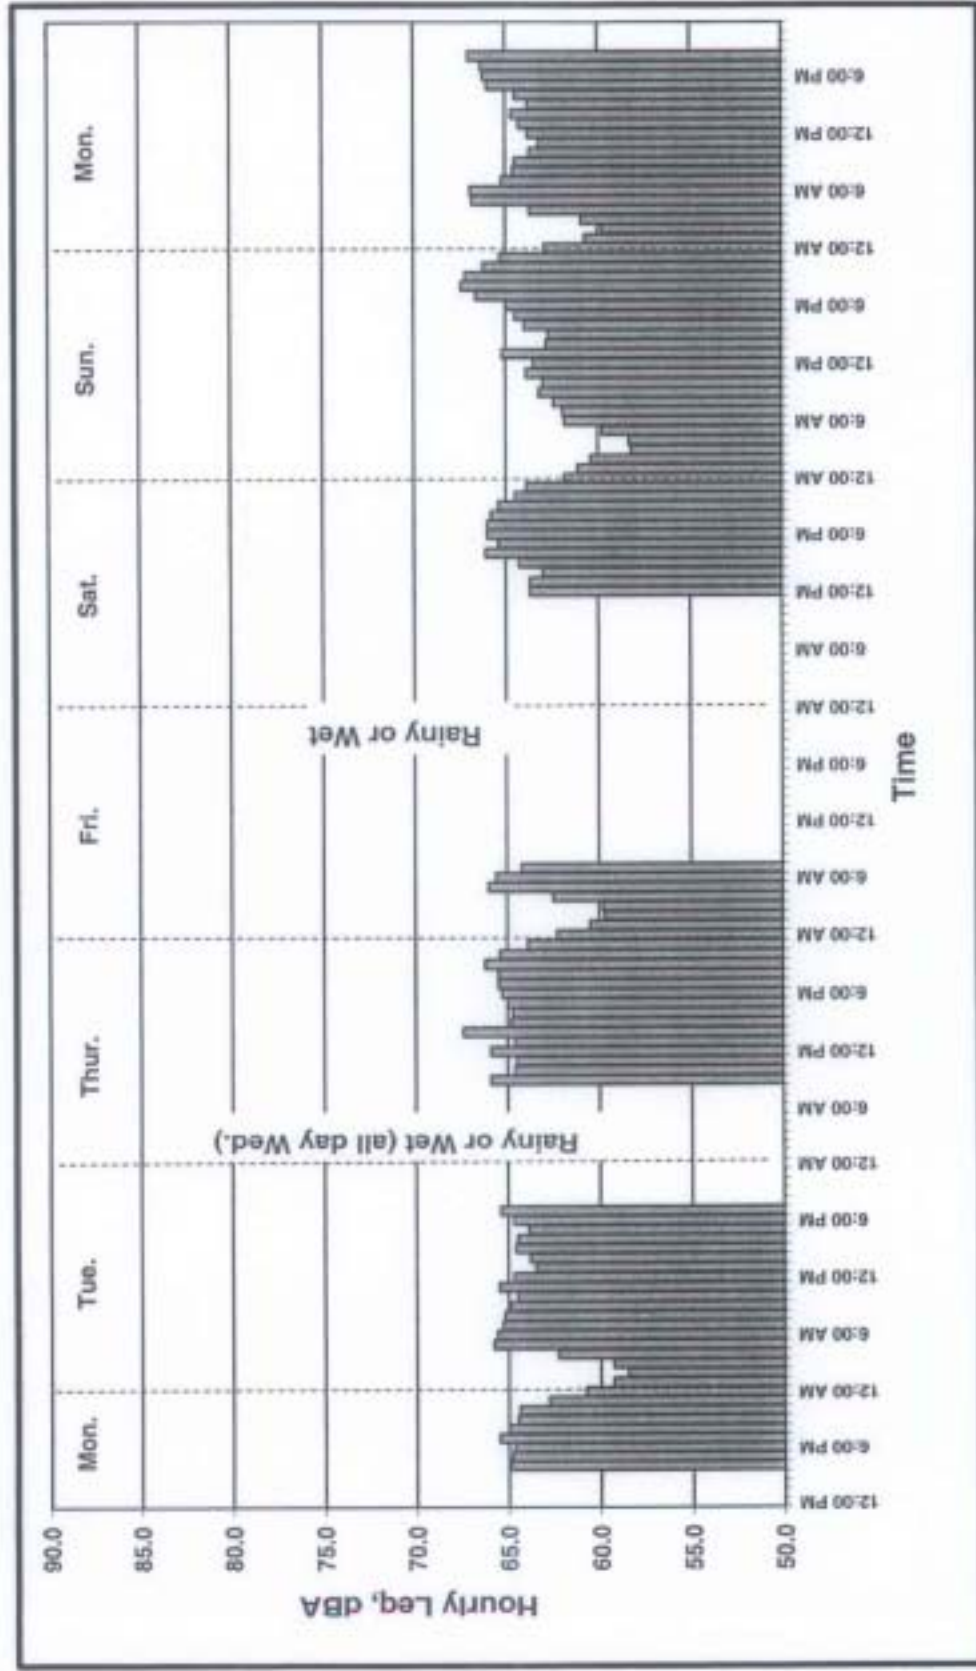 Mon.
Tue.
Thur.
Fri.
Sat.
Sun.
Mon.
90.0
85.0
80.0
75.0
70.0
65.0
60.0
55.0
50.0
Hourly Leq, dBA
Rainy or Wet (all day Wed.)
Rainy or Wet
12:00 PM
6:00 PM
12:00 AM
6:00 AM
12:00 PM
6:00 PM
12:00 AM
6:00 AM
12:00 PM
6:00 PM
12:00 AM
6:00 AM
12:00 PM
6:00 PM
12:00 AM
6:00 AM
12:00 PM
6:00 PM
12:00 AM
6:00 AM
12:00 PM
6:00 PM
12:00 AM
6:00 AM
12:00 PM
6:00 PM
Time